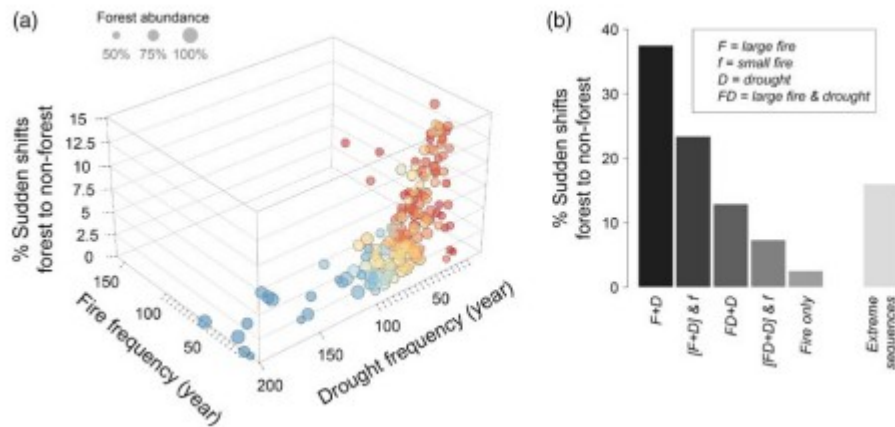 (a)
Forest abundance
50% 75% 100%
% Sudden shifts
forest to non-forest
15
12.5
10
7.5
5
2.5
0
150
100
50
Fire frequency (year)
200
150
100
50
Drought frequency (year)
(b)
% Sudden shifts
forest to non-forest
40
30
20
10
0
F = large fire
f = small fire
D = drought
FD = large fire & drought
F+D
[F+D] & f
FD+D
[FD+D] & f
Fire only
Extreme
sequences